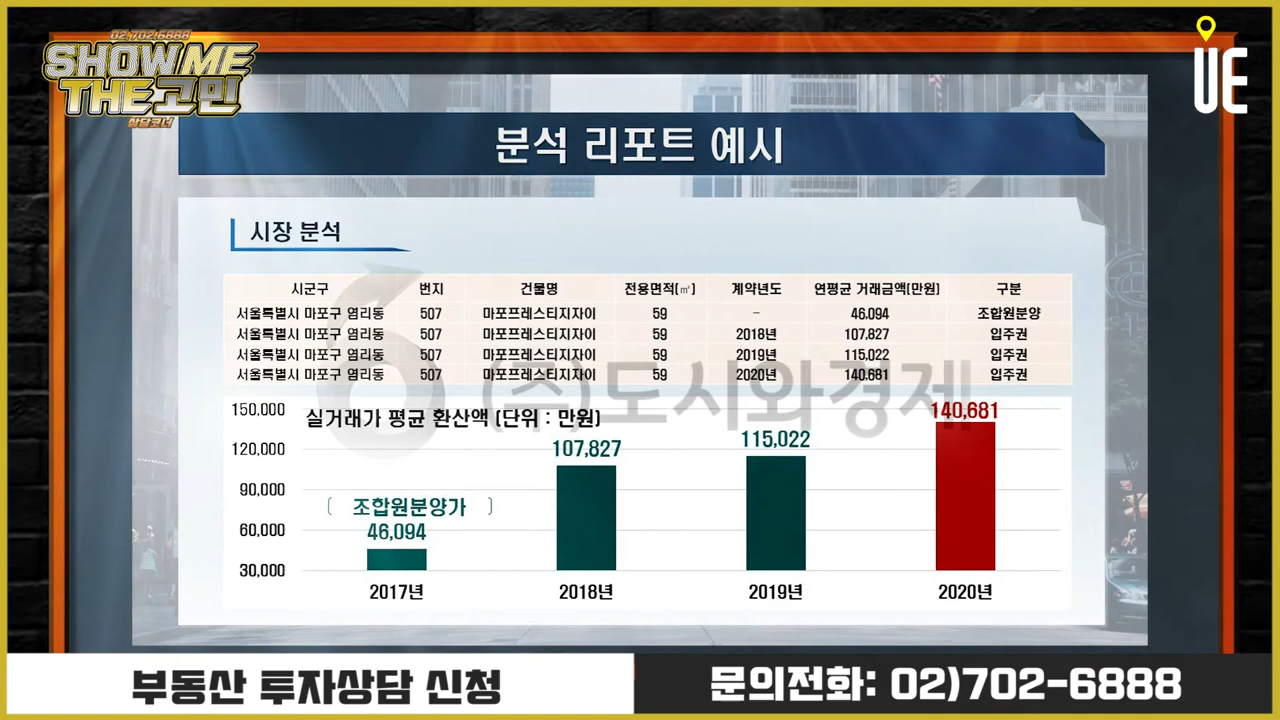 02.702.6888
SHOW ME
THE고민
상담코너
UE
분석 리포트 예시
시장 분석
시군구 번지 건물명 전용면적(㎡) 계약년도 연평균 거래금액(만원) 구분
서울특별시 마포구 염리동 507 마포프레스티지자이 59 - 46,094 조합원분양
서울특별시 마포구 염리동 507 마포프레스티지자이 59 2018년 107,827 입주권
서울특별시 마포구 염리동 507 마포프레스티지자이 59 2019년 115,022 입주권
서울특별시 마포구 염리동 507 마포프레스티지자이 59 2020년 140,681 입주권
(주)도시와경제
실거래가 평균 환산액 (단위 : 만원)
150,000
120,000
90,000
60,000
30,000
( 조합원분양가 )
46,094
107,827
115,022
140,681
2017년 2018년 2019년 2020년
부동산 투자상담 신청
문의전화: 02)702-6888